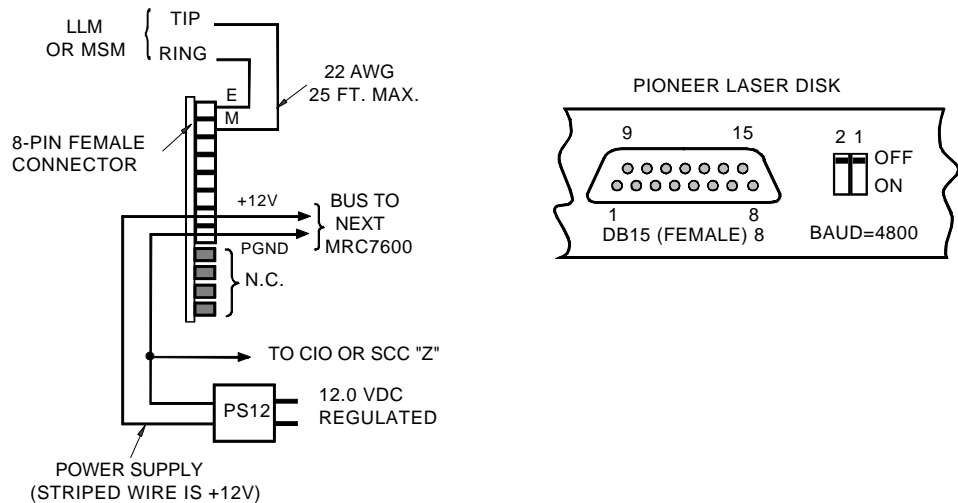 LLM
OR MSM
TIP
RING
E
M
22 AWG
25 FT. MAX.
8-PIN FEMALE
CONNECTOR
+12V
BUS TO
NEXT
MRC7600
PGND
N.C.
TO CIO OR SCC "Z"
PS12
12.0 VDC
REGULATED
POWER SUPPLY
(STRIPED WIRE IS +12V)
PIONEER LASER DISK
9 15
2 1
OFF
ON
1 8
DB15 (FEMALE) 8
BAUD=4800